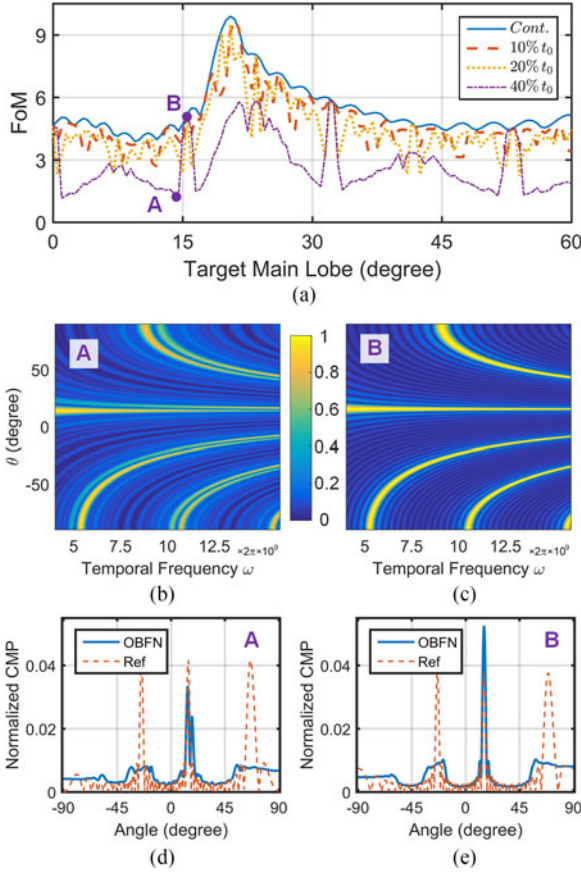 FoM
9
6
3
0
B
A
Cont.
10% t₀
20% t₀
40% t₀
0 15 30 45 60
Target Main Lobe (degree)
(a)
θ (degree)
50
0
-50
A
5 7.5 10 12.5 ×2π×10⁹
Temporal Frequency ω
(b)
1
0.8
0.6
0.4
0.2
0
B
5 7.5 10 12.5 ×2π×10⁹
Temporal Frequency ω
(c)
Normalized CMP
0.04
0.02
0
OBFN
Ref
A
-90 -45 0 45 90
Angle (degree)
(d)
Normalized CMP
0.04
0.02
0
OBFN
Ref
B
-90 -45 0 45 90
Angle (degree)
(e)